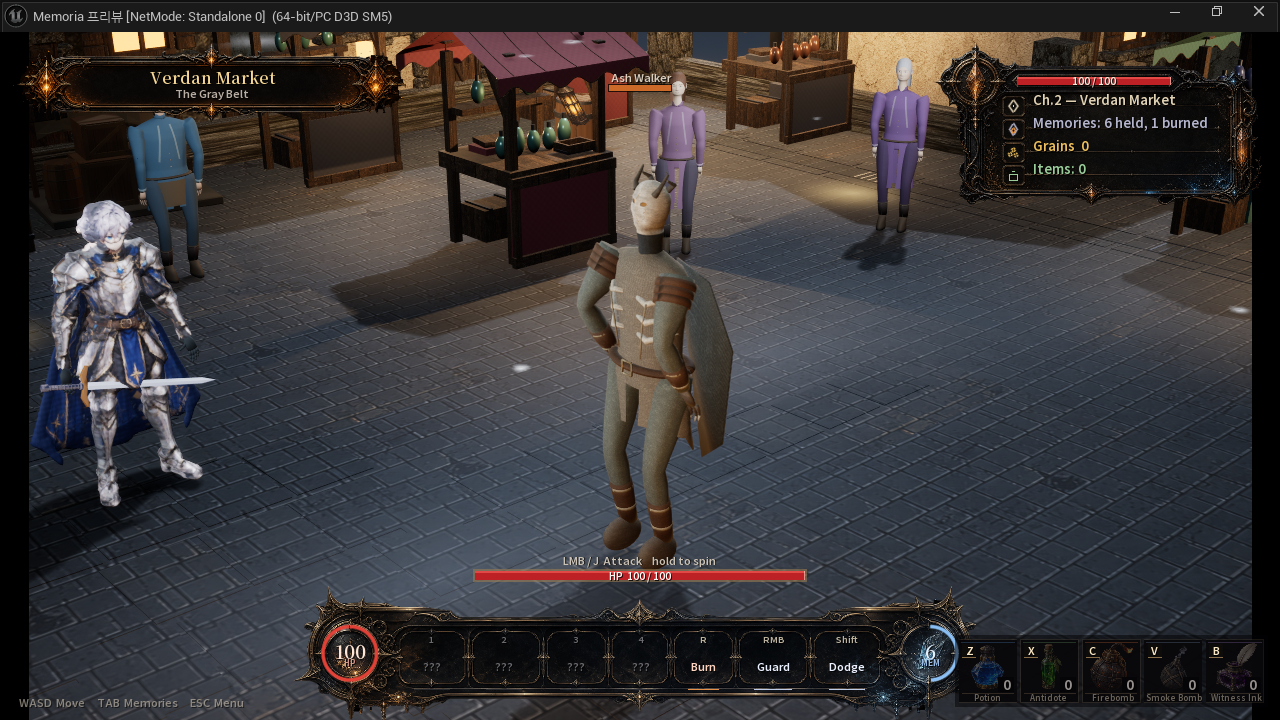 Memoria 프리뷰 [NetMode: Standalone 0] (64-bit/PC D3D SM5)
Verdan Market
The Gray Belt
Ash Walker
100 / 100
Ch.2 — Verdan Market
Memories: 6 held, 1 burned
Grains 0
Items: 0
LMB / J Attack hold to spin
HP 100 / 100
1 2 3 4 R RMB Shift
??? ??? ??? ??? Burn Guard Dodge
100
HP
6
MEM
Z X C V B
0 0 0 0 0
Potion Antidote Firebomb Smoke Bomb Witness Ink
WASD Move TAB Memories ESC Menu